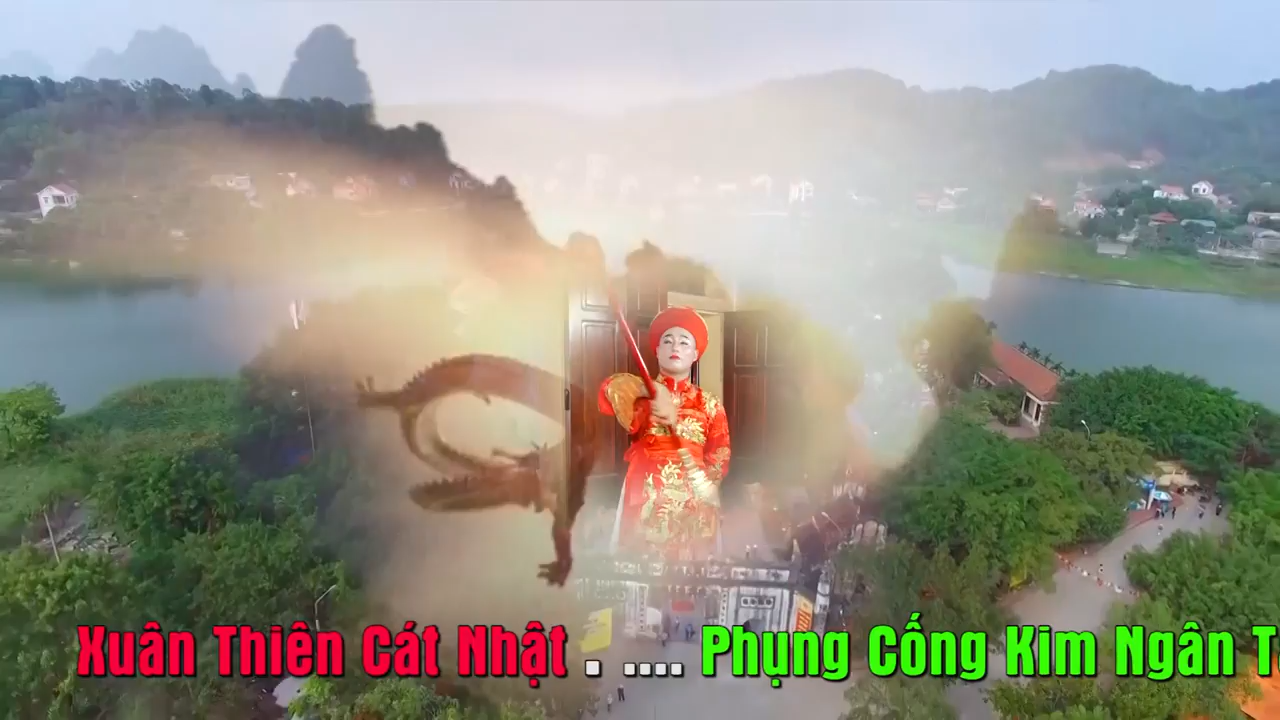 Xuân Thiên Cát Nhật . .... Phụng Cống Kim Ngân